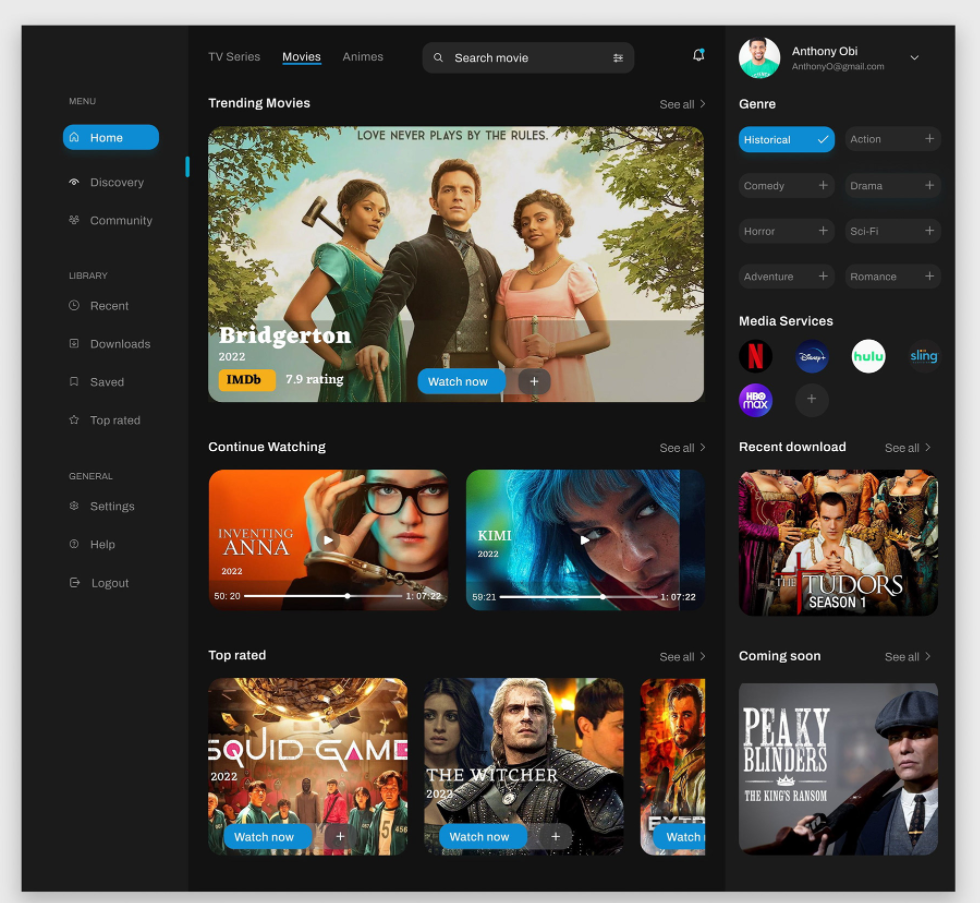 MENU
Home
Discovery
Community
LIBRARY
Recent
Downloads
Saved
Top rated
GENERAL
Settings
Help
Logout
TV Series
Movies
Animes
Search movie
Trending Movies
See all
LOVE NEVER PLAYS BY THE RULES.
Bridgerton
2022
IMDb
7.9 rating
Watch now
+
Continue Watching
See all
INVENTING
ANNA
2022
50: 20
1: 07:22
KIMI
2022
59:21
1: 07:22
Top rated
See all
SQUID GAME
2022
456
Watch now
+
THE WITCHER
2022
Watch now
+
EXTR
Watch
Anthony Obi
AnthonyO@gmail.com
Genre
Historical
Action +
Comedy +
Drama +
Horror +
Sci-Fi +
Adventure +
Romance +
Media Services
N
Disney+
hulu
sling
HBO
max
+
Recent download
See all
THE TUDORS
SEASON 1
Coming soon
See all
PEAKY
BLINDERS
THE KING'S RANSOM